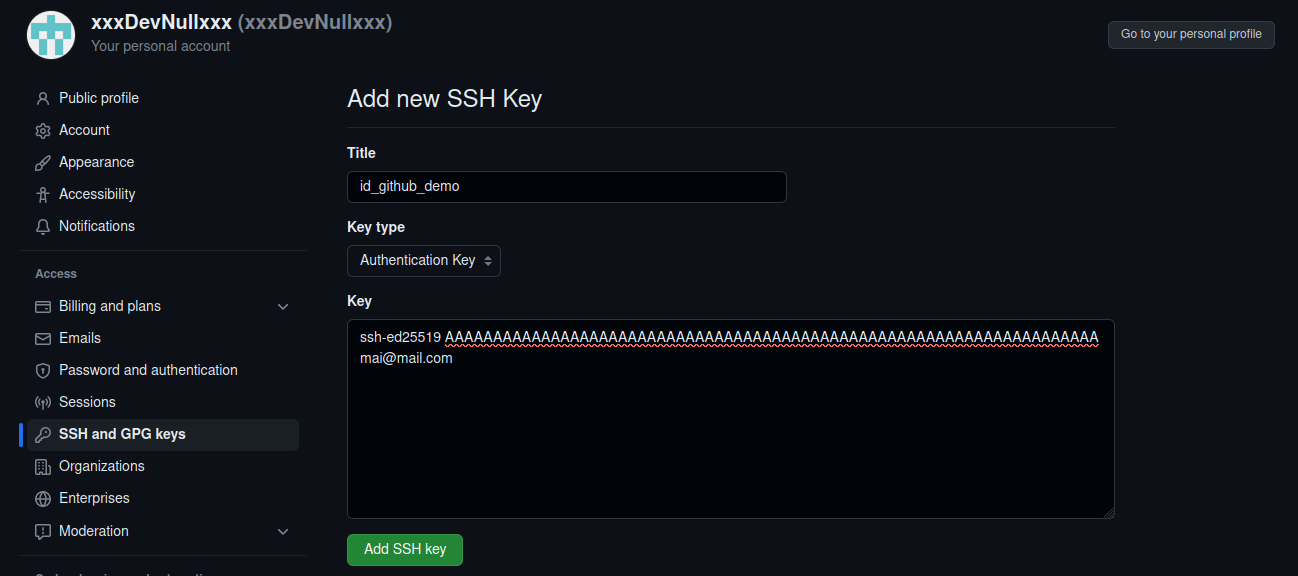 xxxDevNullxxx (xxxDevNullxxx)
Your personal account
Go to your personal profile
Public profile
Account
Appearance
Accessibility
Notifications
Access
Billing and plans
Emails
Password and authentication
Sessions
SSH and GPG keys
Organizations
Enterprises
Moderation
Add new SSH Key
Title
id_github_demo
Key type
Authentication Key
Key
ssh-ed25519 AAAAAAAAAAAAAAAAAAAAAAAAAAAAAAAAAAAAAAAAAAAAAAAAAAAAAAAAAAAAAAAAAAAA
mai@mail.com
Add SSH key